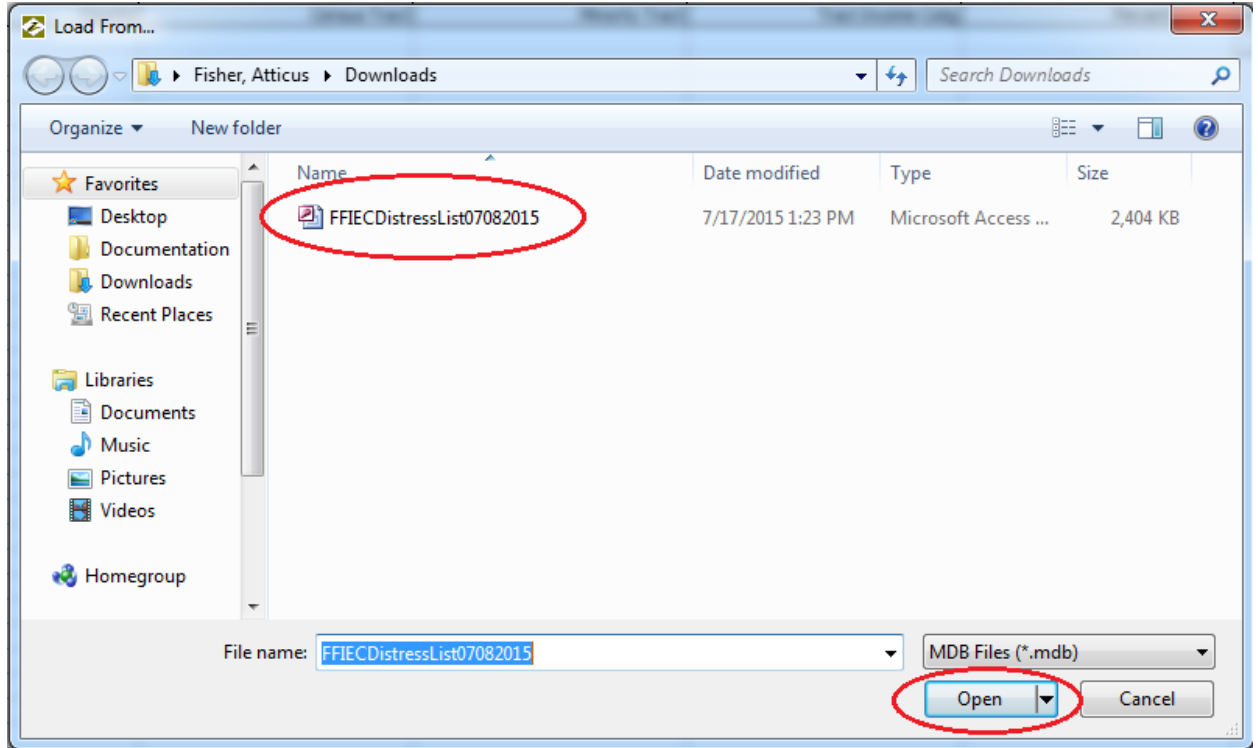 Load From...
Fisher, Atticus Downloads Search Downloads
Organize New folder
Name Date modified Type Size
Favorites
FFIECDistressList07082015 7/17/2015 1:23 PM Microsoft Access ... 2,404 KB
Desktop
Documentation
Downloads
Recent Places
Libraries
Documents
Music
Pictures
Videos
Homegroup
File name: FFIECDistressList07082015 MDB Files (*.mdb)
Open Cancel